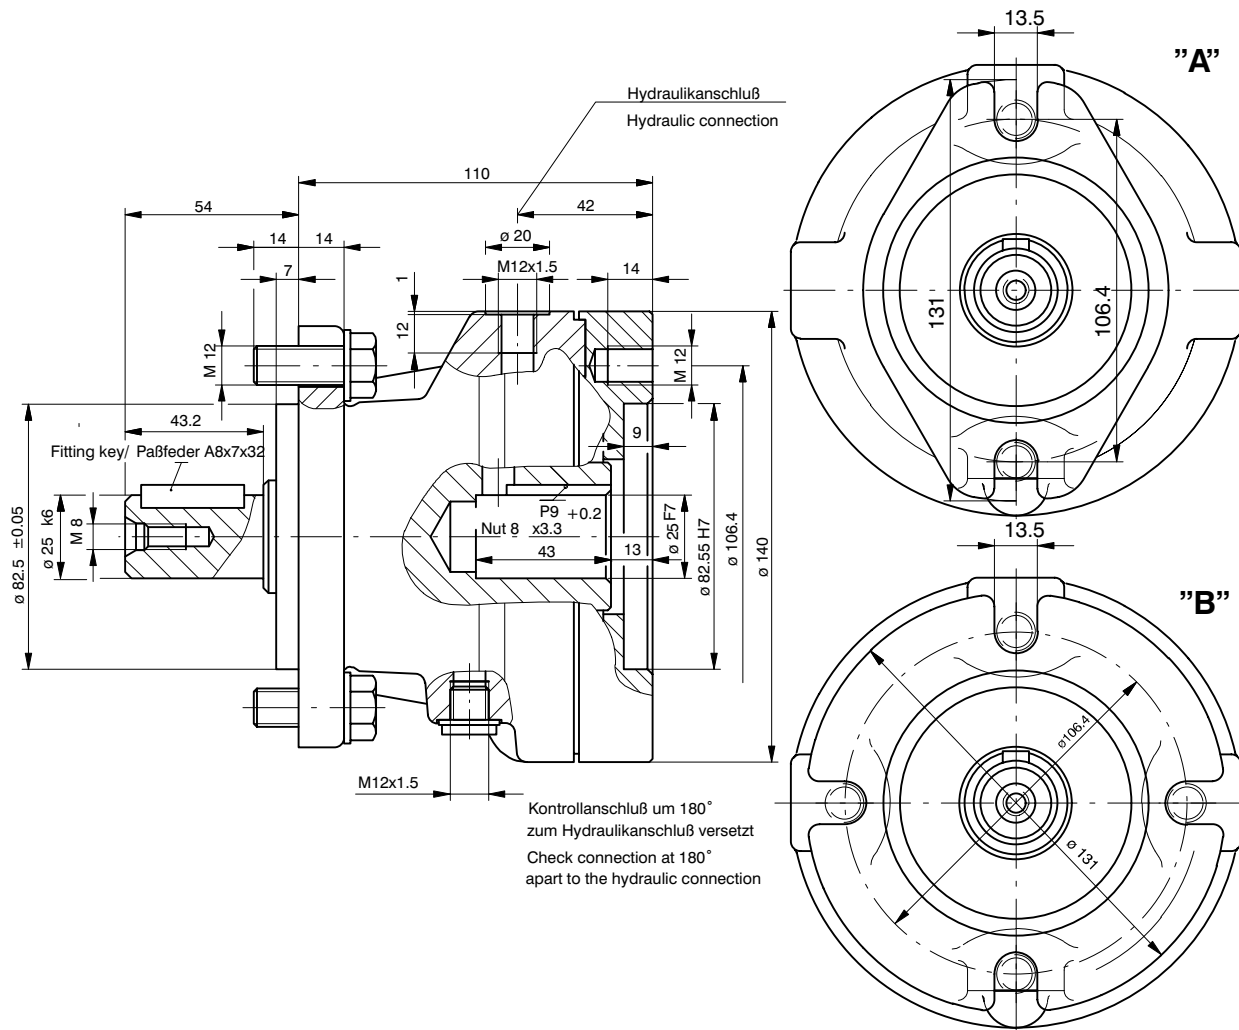 13.5
”A”
Hydraulikanschluß
Hydraulic connection
110
54
42
14
14
ø 20
7
M12x1.5
14
1
12
131
106.4
M 12
M 12
43.2
9
Fitting key/ Paßfeder A8x7x32
P9 +0.2
Nut 8 x3.3
M 8
ø 25 k6
ø 82.5 ±0.05
43
13
ø 25 F7
ø 82.55 H7
ø 106.4
ø 140
13.5
”B”
ø106.4
ø 131
M12x1.5
Kontrollanschluß um 180°
zum Hydraulikanschluß versetzt
Check connection at 180°
apart to the hydraulic connection